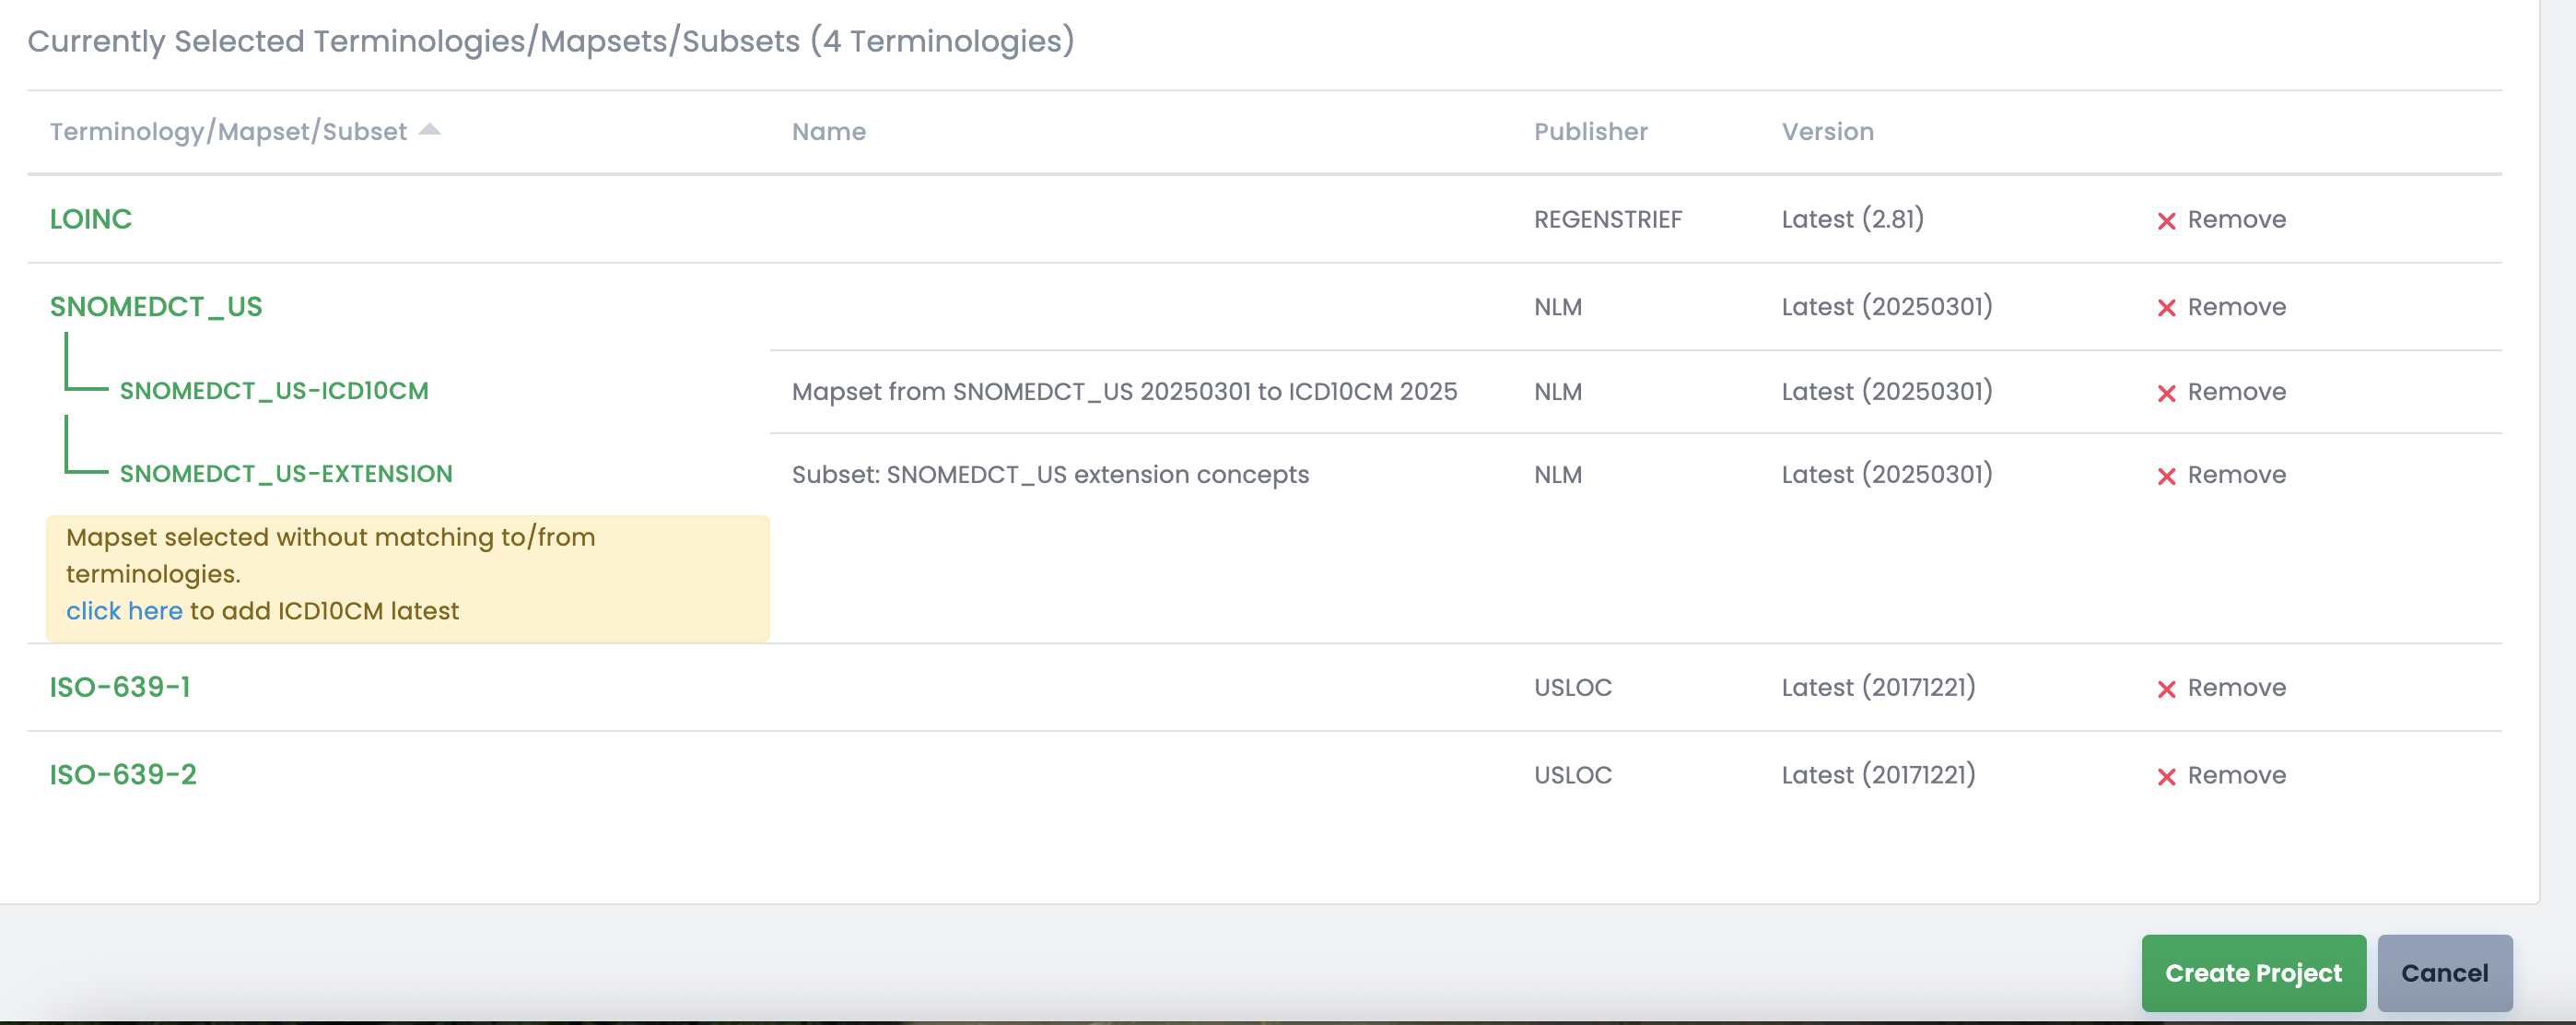 Currently Selected Terminologies/Mapsets/Subsets (4 Terminologies)
Terminology/Mapset/Subset Name Publisher Version
LOINC REGENSTRIEF Latest (2.81) Remove
SNOMEDCT_US NLM Latest (20250301) Remove
SNOMEDCT_US-ICD10CM Mapset from SNOMEDCT_US 20250301 to ICD10CM 2025 NLM Latest (20250301) Remove
SNOMEDCT_US-EXTENSION Subset: SNOMEDCT_US extension concepts NLM Latest (20250301) Remove
Mapset selected without matching to/from
terminologies.
click here to add ICD10CM latest
ISO-639-1 USLOC Latest (20171221) Remove
ISO-639-2 USLOC Latest (20171221) Remove
Create Project Cancel